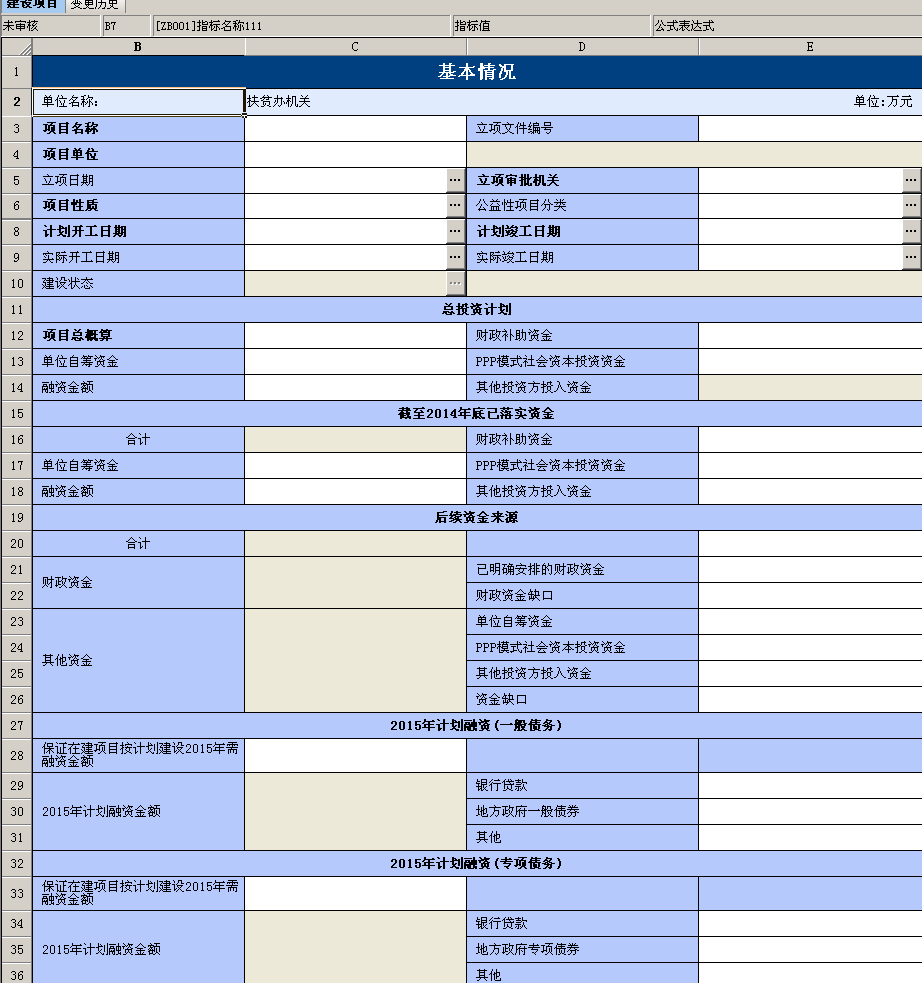 建设项目 变更历史
未审核 B7 [ZB001]指标名称111 指标值 公式表达式
B C D E
1 基本情况
2 单位名称: 扶贫办机关 单位:万元
3 项目名称 立项文件编号
4 项目单位
5 立项日期 ... 立项审批机关 ...
6 项目性质 ... 公益性项目分类 ...
8 计划开工日期 ... 计划竣工日期 ...
9 实际开工日期 ... 实际竣工日期 ...
10 建设状态 ...
11 总投资计划
12 项目总概算 财政补助资金
13 单位自筹资金 PPP模式社会资本投资资金
14 融资金额 其他投资方投入资金
15 截至2014年底已落实资金
16 合计 财政补助资金
17 单位自筹资金 PPP模式社会资本投资资金
18 融资金额 其他投资方投入资金
19 后续资金来源
20 合计
21 财政资金 已明确安排的财政资金
22 财政资金缺口
23 其他资金 单位自筹资金
24 PPP模式社会资本投资资金
25 其他投资方投入资金
26 资金缺口
27 2015年计划融资(一般债务)
28 保证在建项目按计划建设2015年需
融资金额
29 2015年计划融资金额 银行贷款
30 地方政府一般债券
31 其他
32 2015年计划融资(专项债务)
33 保证在建项目按计划建设2015年需
融资金额
34 2015年计划融资金额 银行贷款
35 地方政府专项债券
36 其他